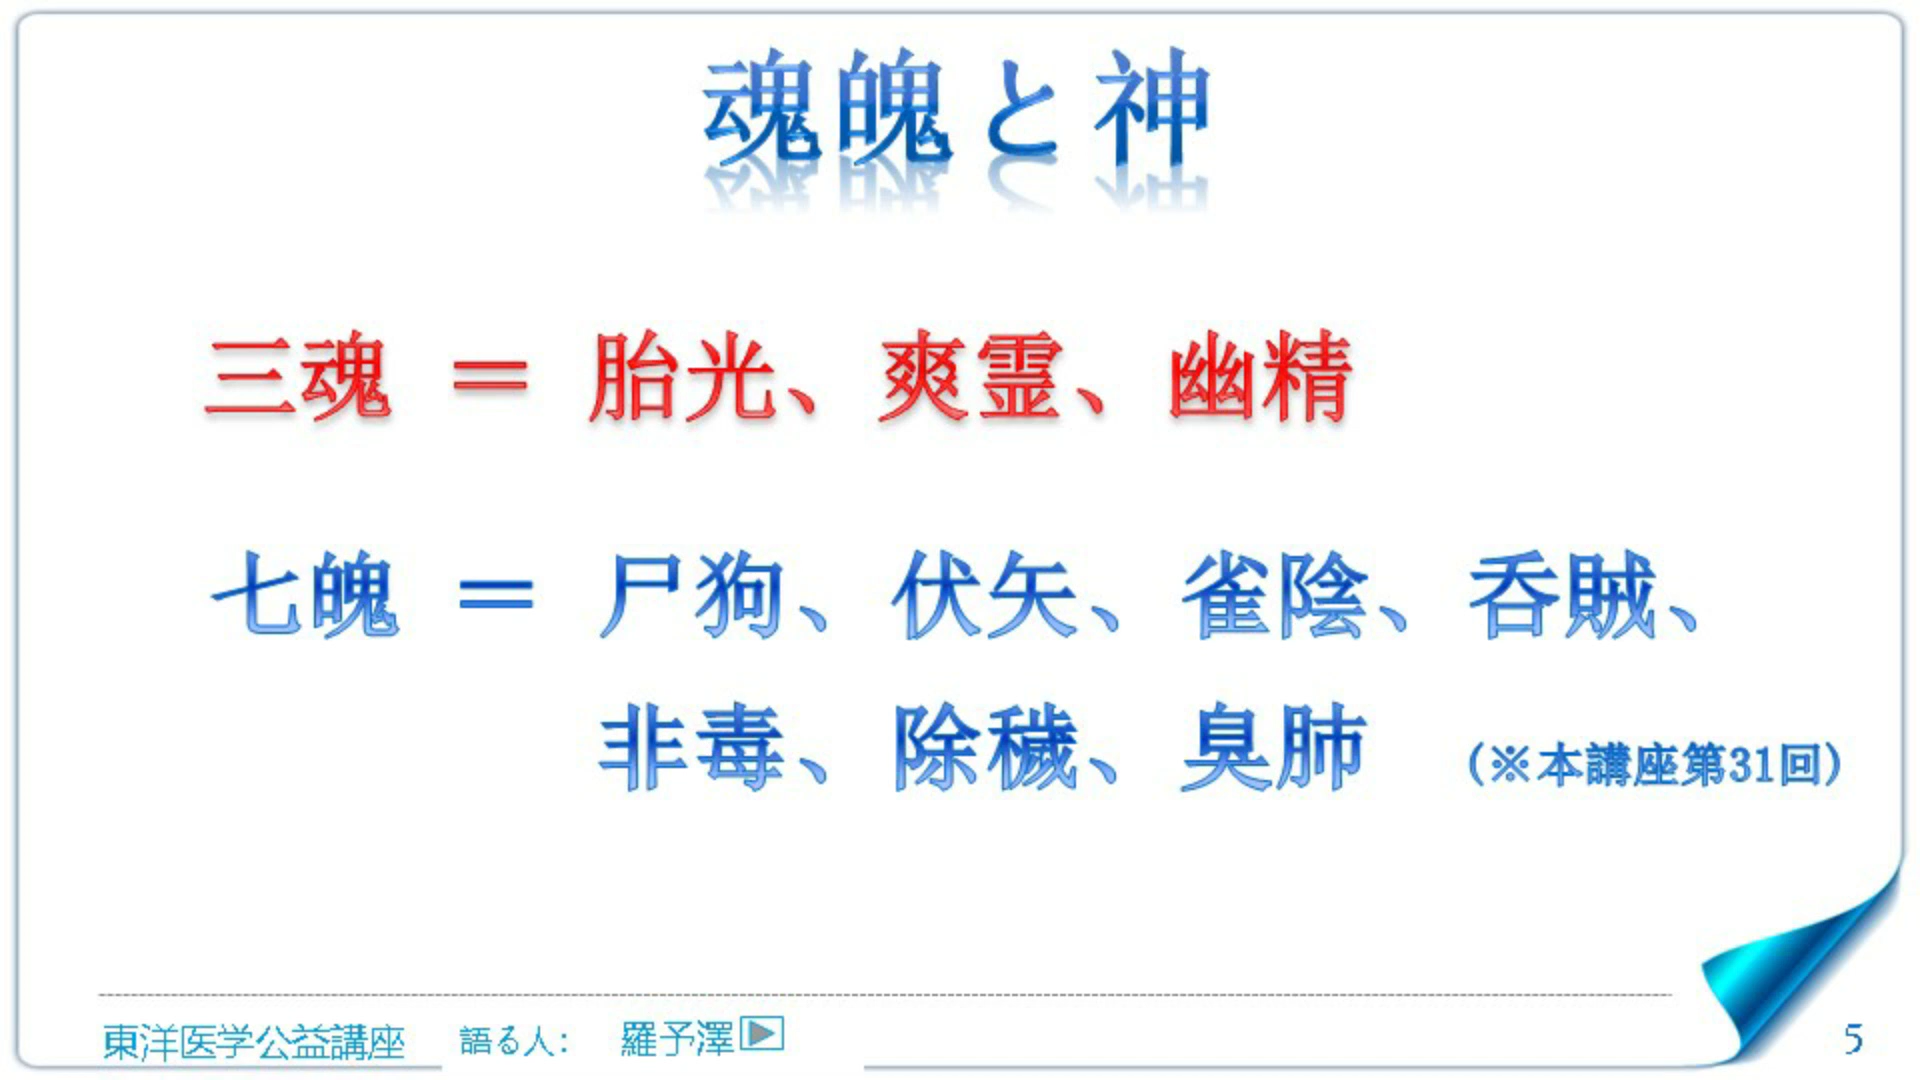 魂魄と神
三魂 ＝ 胎光、爽霊、幽精
七魄 ＝ 尸狗、伏矢、雀陰、呑賊、
非毒、除穢、臭肺 (※本講座第31回)
東洋医学公益講座 語る人： 羅予澤 5